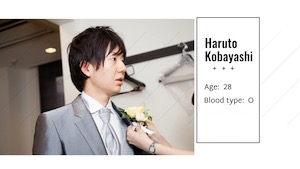 Haruto
Kobayashi
+ + +
Age: 28
Blood type: O